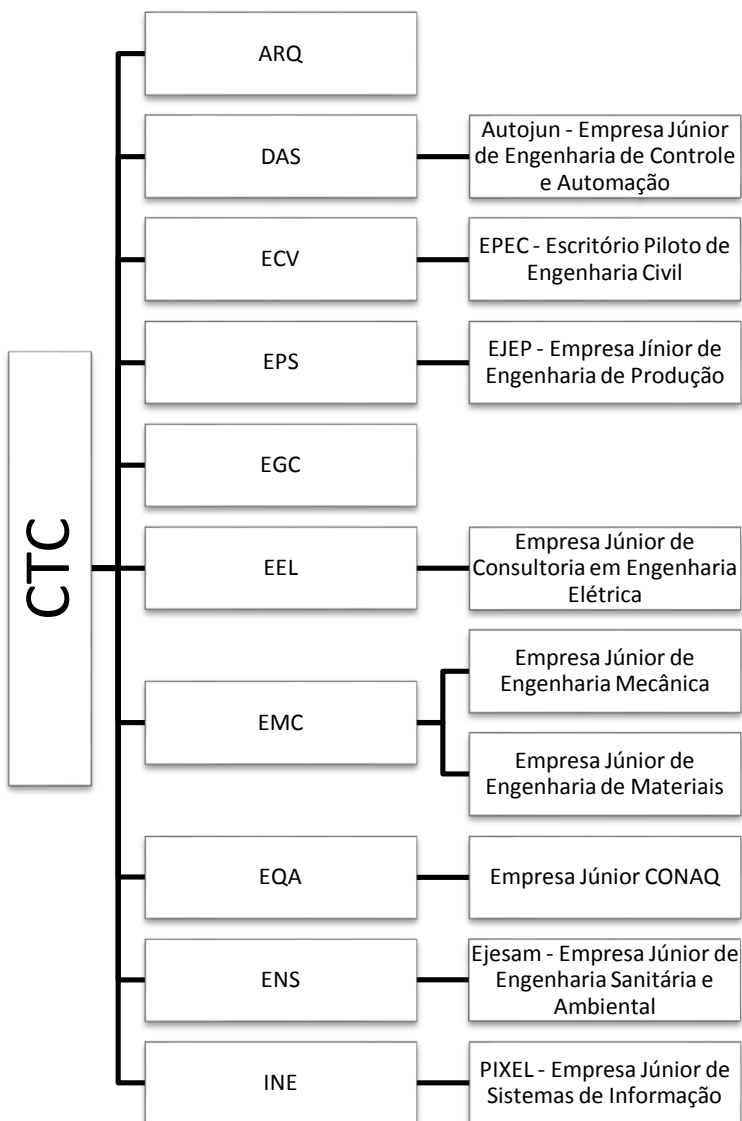 CTC
ARQ
DAS
Autojun - Empresa Júnior
de Engenharia de Controle
e Automação
ECV
EPEC - Escritório Piloto de
Engenharia Civil
EPS
EJEP - Empresa Jínior de
Engenharia de Produção
EGC
EEL
Empresa Júnior de
Consultoria em Engenharia
Elétrica
EMC
Empresa Júnior de
Engenharia Mecânica
Empresa Júnior de
Engenharia de Materiais
EQA
Empresa Júnior CONAQ
ENS
Ejesam - Empresa Júnior de
Engenharia Sanitária e
Ambiental
INE
PIXEL - Empresa Júnior de
Sistemas de Informação